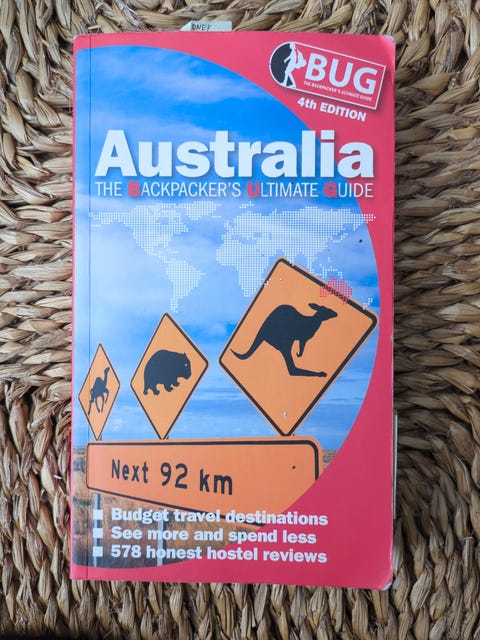 DNEY
BUG
THE BACKPACKER'S ULTIMATE GUIDE
4th EDITION
Australia
THE BACKPACKER'S ULTIMATE GUIDE
Next 92 km
Budget travel destinations
See more and spend less
578 honest hostel reviews